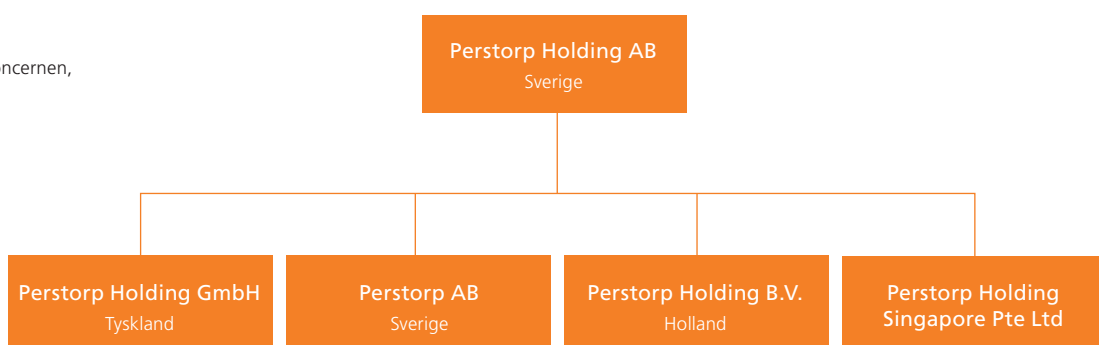 Perstorp Holding AB
Sverige
oncernen,
Perstorp Holding GmbH
Tyskland
Perstorp AB
Sverige
Perstorp Holding B.V.
Holland
Perstorp Holding
Singapore Pte Ltd